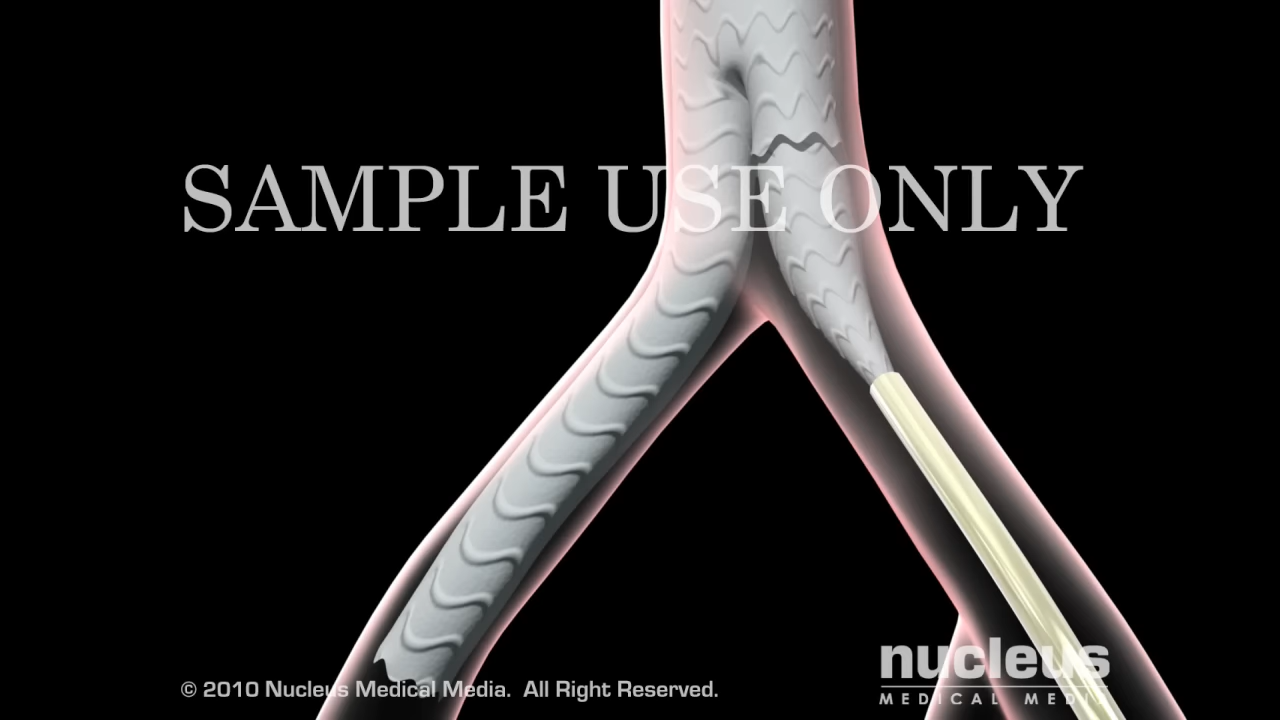 SAMPLE USE ONLY
nucleus
MEDICAL MEDIA
© 2010 Nucleus Medical Media. All Right Reserved.